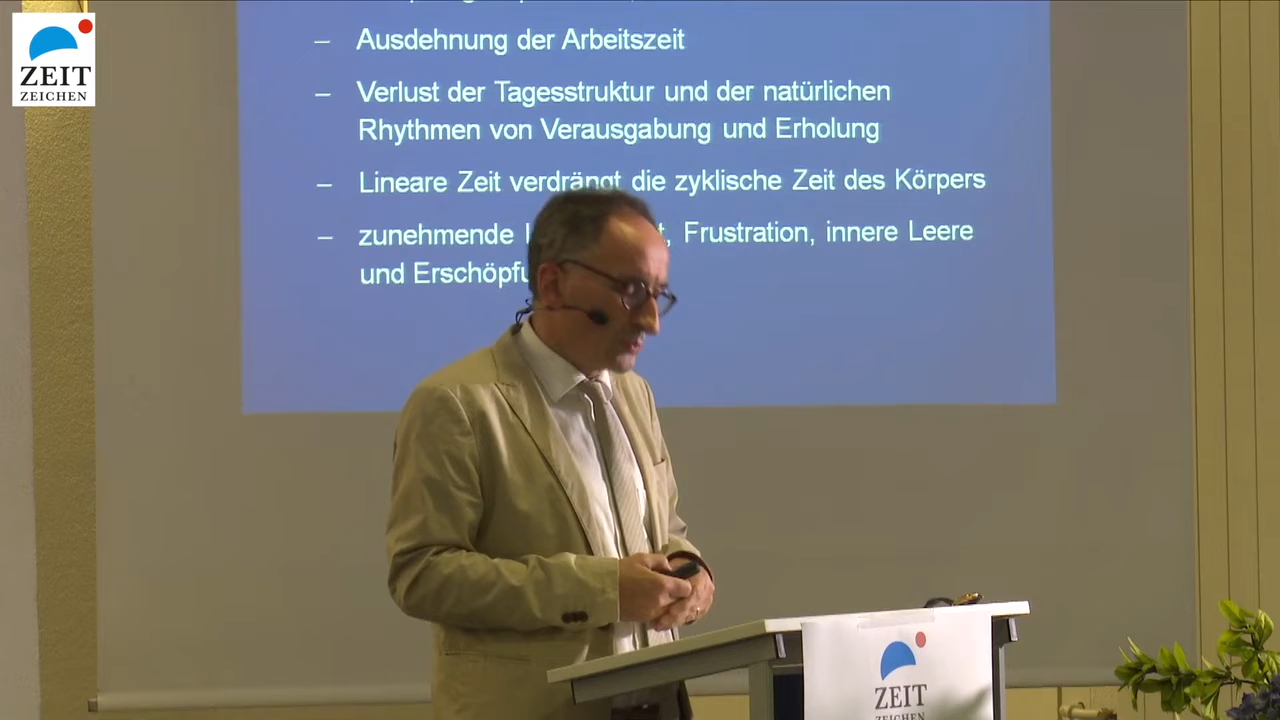 ZEIT
ZEICHEN
– Ausdehnung der Arbeitszeit
– Verlust der Tagesstruktur und der natürlichen
Rhythmen von Verausgabung und Erholung
– Lineare Zeit verdrängt die zyklische Zeit des Körpers
– zunehmende Frustration, innere Leere
und
ZEIT
ZEICHEN